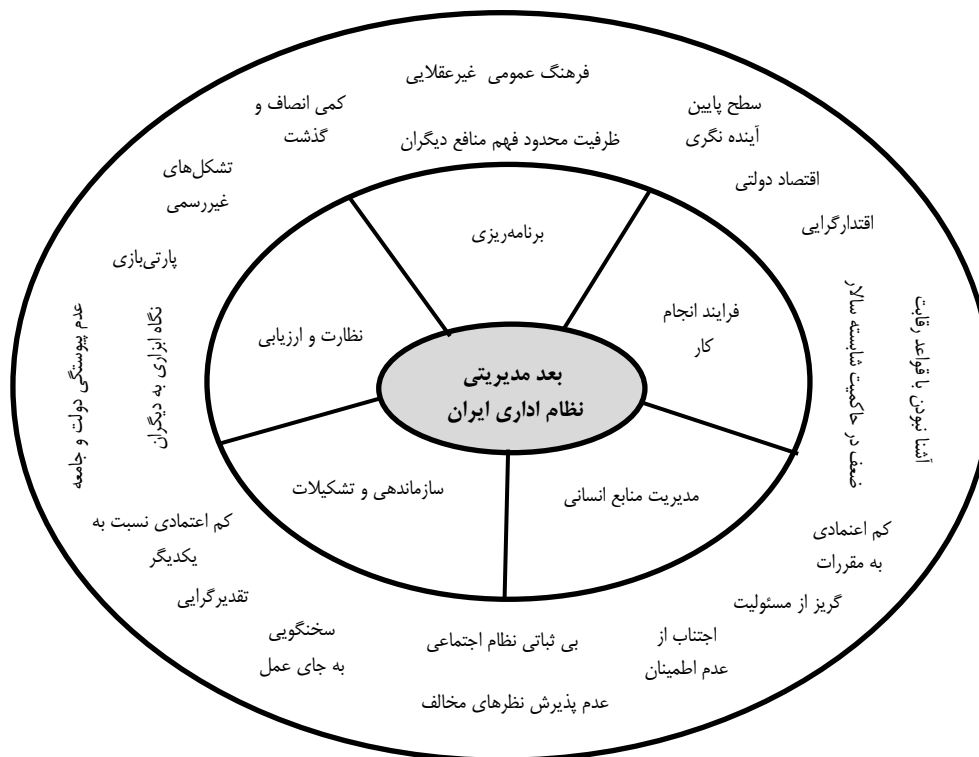 فرهنگ عمومی غیرعقلایی
سطح پایین
آینده نگری
کمی انصاف و
گذشت
ظرفیت محدود فهم منافع دیگران
تشکل‌های
غیررسمی
اقتصاد دولتی
اقتدارگرایی
پارتی‌بازی
برنامه‌ریزی
فرایند انجام
کار
نظارت و ارزیابی
بعد مدیریتی
نظام اداری ایران
آشنا نبودن با قواعد رقابت
ضعف در حاکمیت شایسته سالار
نگاه ابزاری به دیگران
عدم پیوستگی دولت و جامعه
مدیریت منابع انسانی
سازماندهی و تشکیلات
کم اعتمادی
به مقررات
کم اعتمادی نسبت به
یکدیگر
گریز از مسئولیت
تقدیرگرایی
اجتناب از
عدم اطمینان
بی ثباتی نظام اجتماعی
سخنگویی
به جای عمل
عدم پذیرش نظرهای مخالف